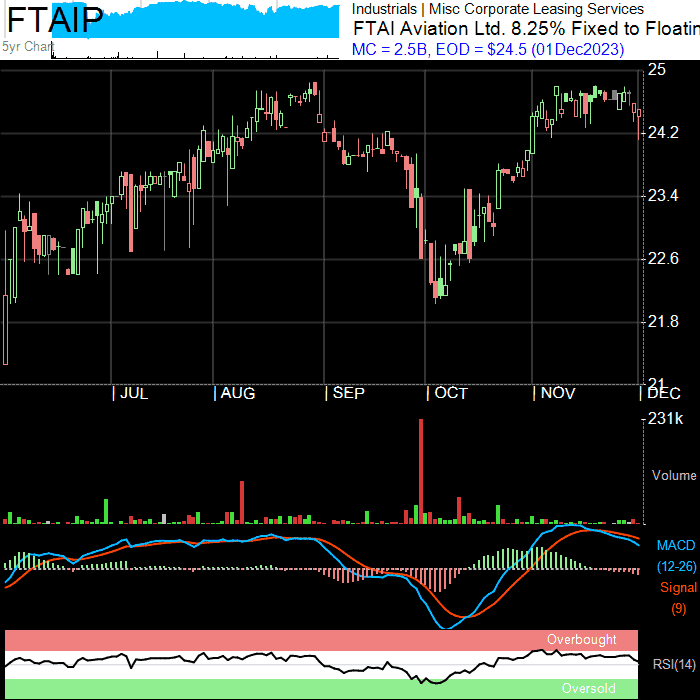 FTAIP
5yr Chart
Industrials | Misc Corporate Leasing Services
FTAI Aviation Ltd. 8.25% Fixed to Floatin
MC = 2.5B, EOD = $24.5 (01Dec2023)
25
24.2
23.4
22.6
21.8
21
| JUL | AUG | SEP | OCT | NOV | DEC
231k
Volume
MACD
(12-26)
Signal
(9)
Overbought
RSI(14)
Oversold